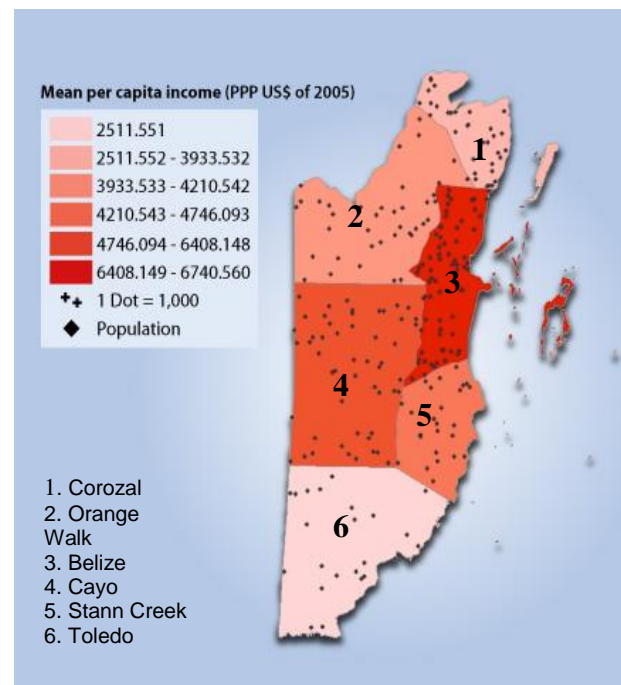 Mean per capita income (PPP US$ of 2005)
2511.551
2511.552 - 3933.532
3933.533 - 4210.542
4210.543 - 4746.093
4746.094 - 6408.148
6408.149 - 6740.560
1 Dot = 1,000
Population
1
2
3
4
5
6
1. Corozal
2. Orange
Walk
3. Belize
4. Cayo
5. Stann Creek
6. Toledo